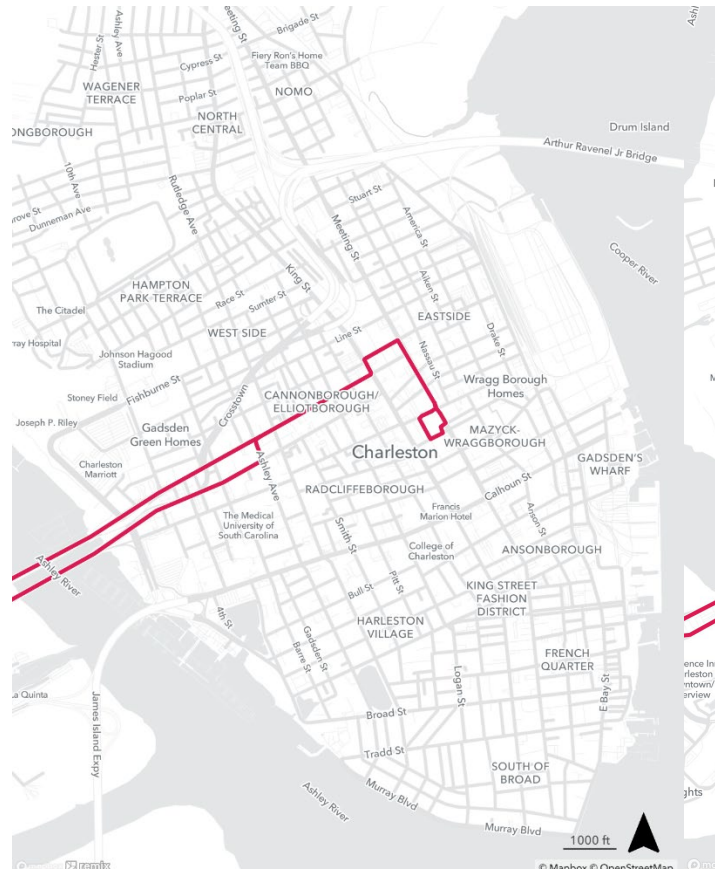 Brigade St
Meeting St
Ashley Ave
Hester St
Fiery Ron's Home
Team BBQ
Cypress St
WAGENER
TERRACE
Poplar St
NOMO
NORTH
CENTRAL
ONGBOROUGH
Drum Island
Arthur Ravenel Jr Bridge
10th Ave
Rutledge Ave
Stuart St
America St
rove St
Dunneman Ave
Meeting St
Cooper River
King St
Aiken St
HAMPTON
PARK TERRACE
Race St
Sumter St
The Citadel
EASTSIDE
WEST SIDE
Line St
Drake St
ray Hospital
Johnson Hagood
Stadium
Nassau St
Fishburne St
Wragg Borough
Homes
Stoney Field
Crosstown
CANNONBOROUGH/
ELLIOTBOROUGH
Joseph P. Riley
Gadsden
Green Homes
MAZYCK-
WRAGGBOROUGH
Charleston
GADSDEN'S
WHARF
Charleston
Marriott
Ashley Ave
RADCLIFFEBOROUGH
Calhoun St
The Medical
University of
South Carolina
Francis
Marion Hotel
Anson St
Smith St
College of
Charleston
ANSONBOROUGH
Ashley River
Pitt St
Bull St
KING STREET
FASHION
DISTRICT
4th St
HARLESTON
VILLAGE
Gadsden St
Barre St
FRENCH
QUARTER
Logan St
E Bay St
a Quinta
James Island
Expy
Broad St
Tradd St
SOUTH OF
BROAD
Ashley River
Murray Blvd
Murray Blvd
1000 ft
remix
© Mapbox © OpenStreetMap